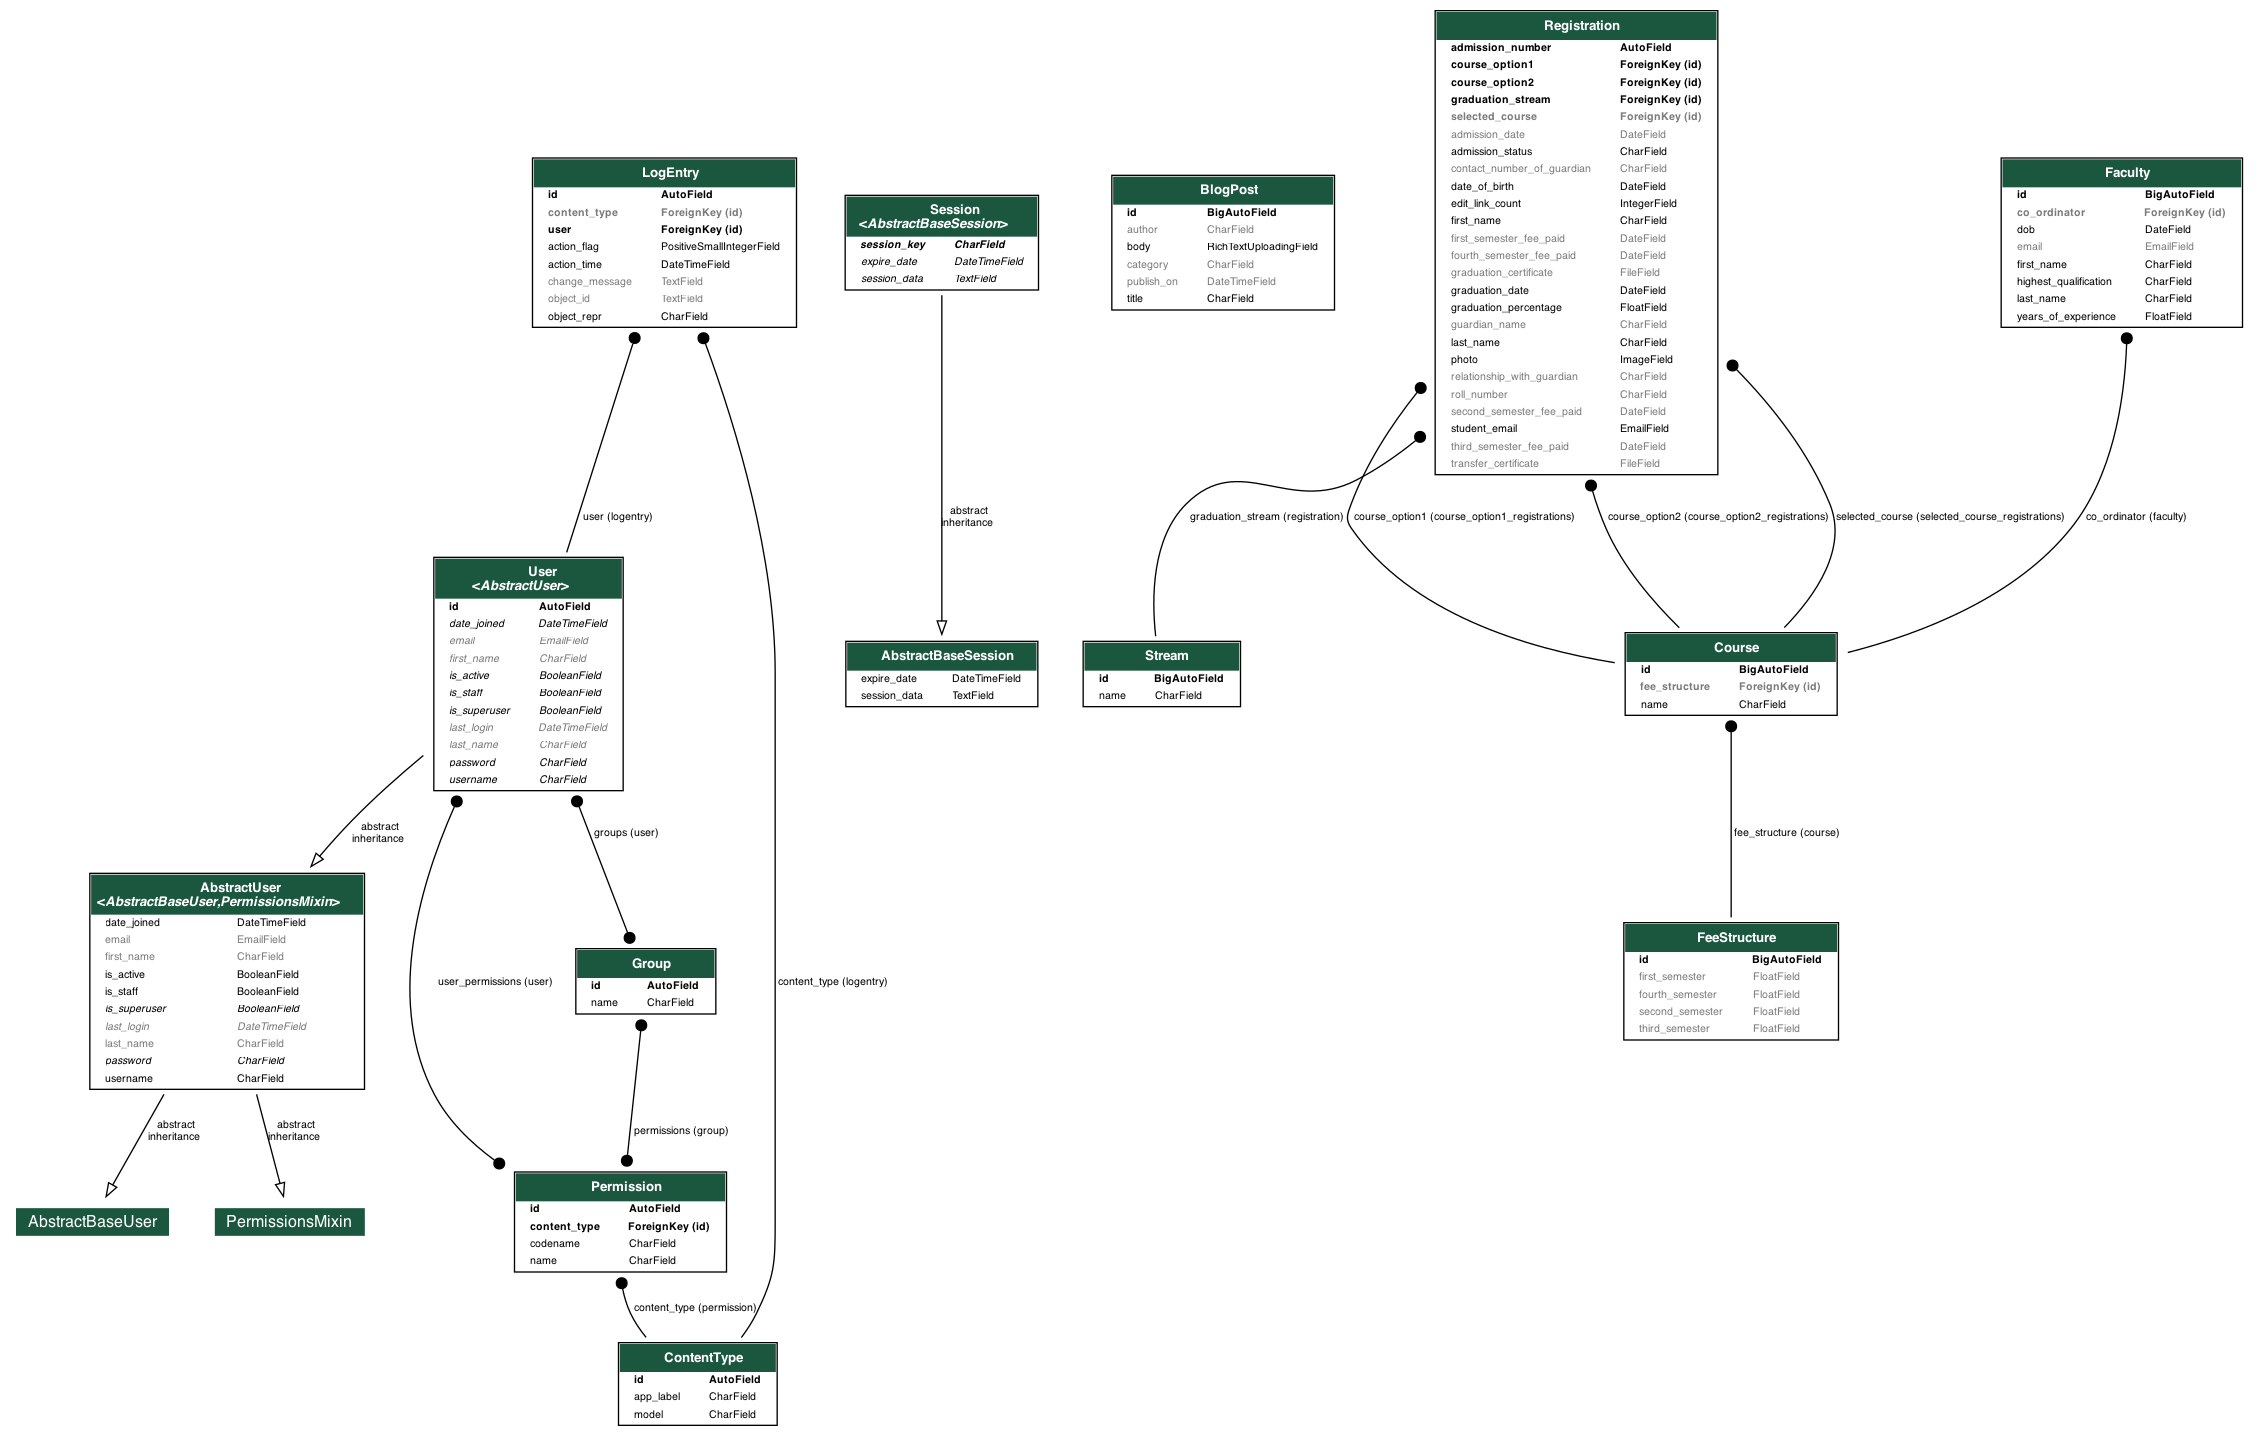 Registration
admission_number AutoField
course_option1 ForeignKey (id)
course_option2 ForeignKey (id)
graduation_stream ForeignKey (id)
selected_course ForeignKey (id)
admission_date DateField
admission_status CharField
contact_number_of_guardian CharField
date_of_birth DateField
edit_link_count IntegerField
first_name CharField
first_semester_fee_paid DateField
fourth_semester_fee_paid DateField
graduation_certificate FileField
graduation_date DateField
graduation_percentage FloatField
guardian_name CharField
last_name CharField
photo ImageField
relationship_with_guardian CharField
roll_number CharField
second_semester_fee_paid DateField
student_email EmailField
third_semester_fee_paid DateField
transfer_certificate FileField
LogEntry
id AutoField
content_type ForeignKey (id)
user ForeignKey (id)
action_flag PositiveSmallIntegerField
action_time DateTimeField
change_message TextField
object_id TextField
object_repr CharField
Session
<AbstractBaseSession>
session_key CharField
expire_date DateTimeField
session_data TextField
BlogPost
id BigAutoField
author CharField
body RichTextUploadingField
category CharField
publish_on DateTimeField
title CharField
Faculty
id BigAutoField
co_ordinator ForeignKey (id)
dob DateField
email EmailField
first_name CharField
highest_qualification CharField
last_name CharField
years_of_experience FloatField
user (logentry)
abstract
inheritance
graduation_stream (registration)
course_option1 (course_option1_registrations)
course_option2 (course_option2_registrations)
selected_course (selected_course_registrations)
co_ordinator (faculty)
User
<AbstractUser>
id AutoField
date_joined DateTimeField
email EmailField
first_name CharField
is_active BooleanField
is_staff BooleanField
is_superuser BooleanField
last_login DateTimeField
last_name CharField
password CharField
username CharField
AbstractBaseSession
expire_date DateTimeField
session_data TextField
Stream
id BigAutoField
name CharField
Course
id BigAutoField
fee_structure ForeignKey (id)
name CharField
abstract
inheritance
groups (user)
fee_structure (course)
AbstractUser
<AbstractBaseUser,PermissionsMixin>
date_joined DateTimeField
email EmailField
first_name CharField
is_active BooleanField
is_staff BooleanField
is_superuser BooleanField
last_login DateTimeField
last_name CharField
password CharField
username CharField
user_permissions (user)
Group
id AutoField
name CharField
content_type (logentry)
FeeStructure
id BigAutoField
first_semester FloatField
fourth_semester FloatField
second_semester FloatField
third_semester FloatField
abstract
inheritance
abstract
inheritance
permissions (group)
AbstractBaseUser
PermissionsMixin
Permission
id AutoField
content_type ForeignKey (id)
codename CharField
name CharField
content_type (permission)
ContentType
id AutoField
app_label CharField
model CharField